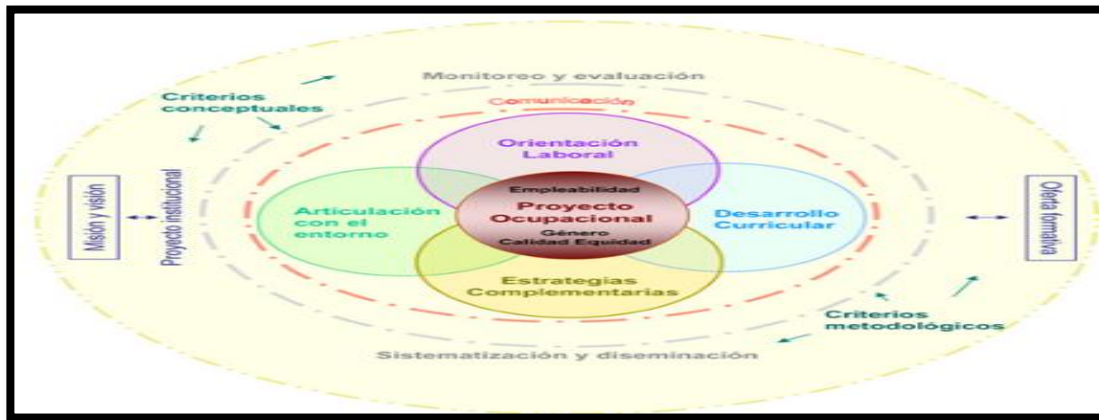 Monitoreo y evaluación
Criterios
conceptuales
Comunicación
Orientación
Laboral
Empleabilidad
Proyecto
Ocupacional
Género
Calidad Equidad
Articulación
con el
entorno
Desarrollo
Curricular
Estrategias
Complementarias
Misión y visión
Proyecto institucional
Oferta formativa
Criterios
metodológicos
Sistematización y diseminación